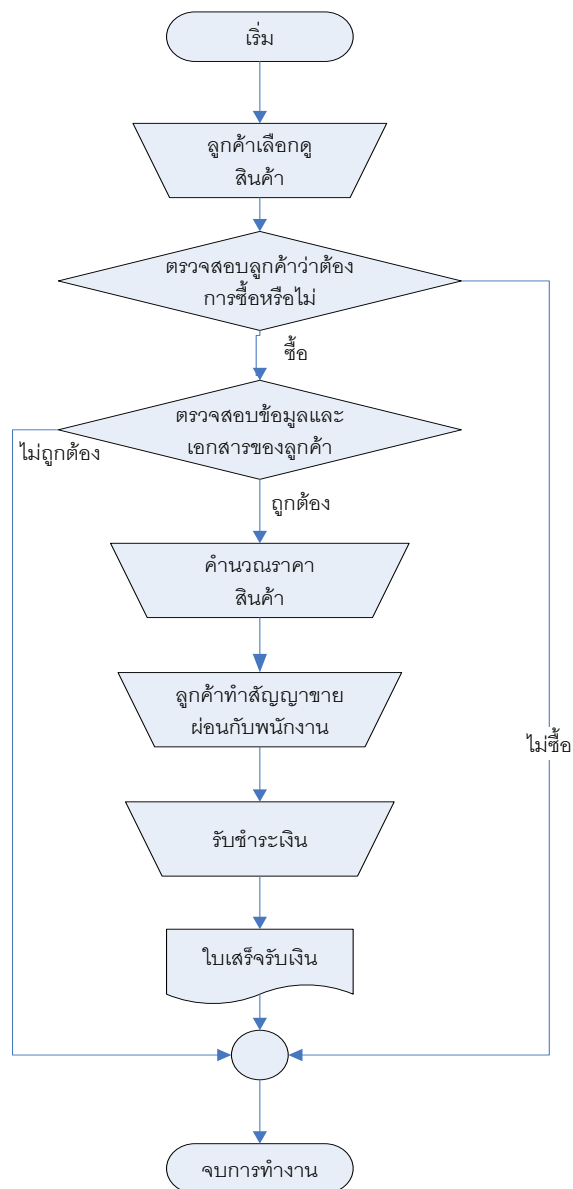 เริ่ม
ลูกค้าเลือกดู
สินค้า
ตรวจสอบลูกค้าว่าต้อง
การซื้อหรือไม่
ซื้อ
ตรวจสอบข้อมูลและ
เอกสารของลูกค้า
ไม่ถูกต้อง
ถูกต้อง
คำนวณราคา
สินค้า
ลูกค้าทำสัญญาขาย
ผ่อนกับพนักงาน
ไม่ซื้อ
รับชำระเงิน
ใบเสร็จรับเงิน
จบการทำงาน